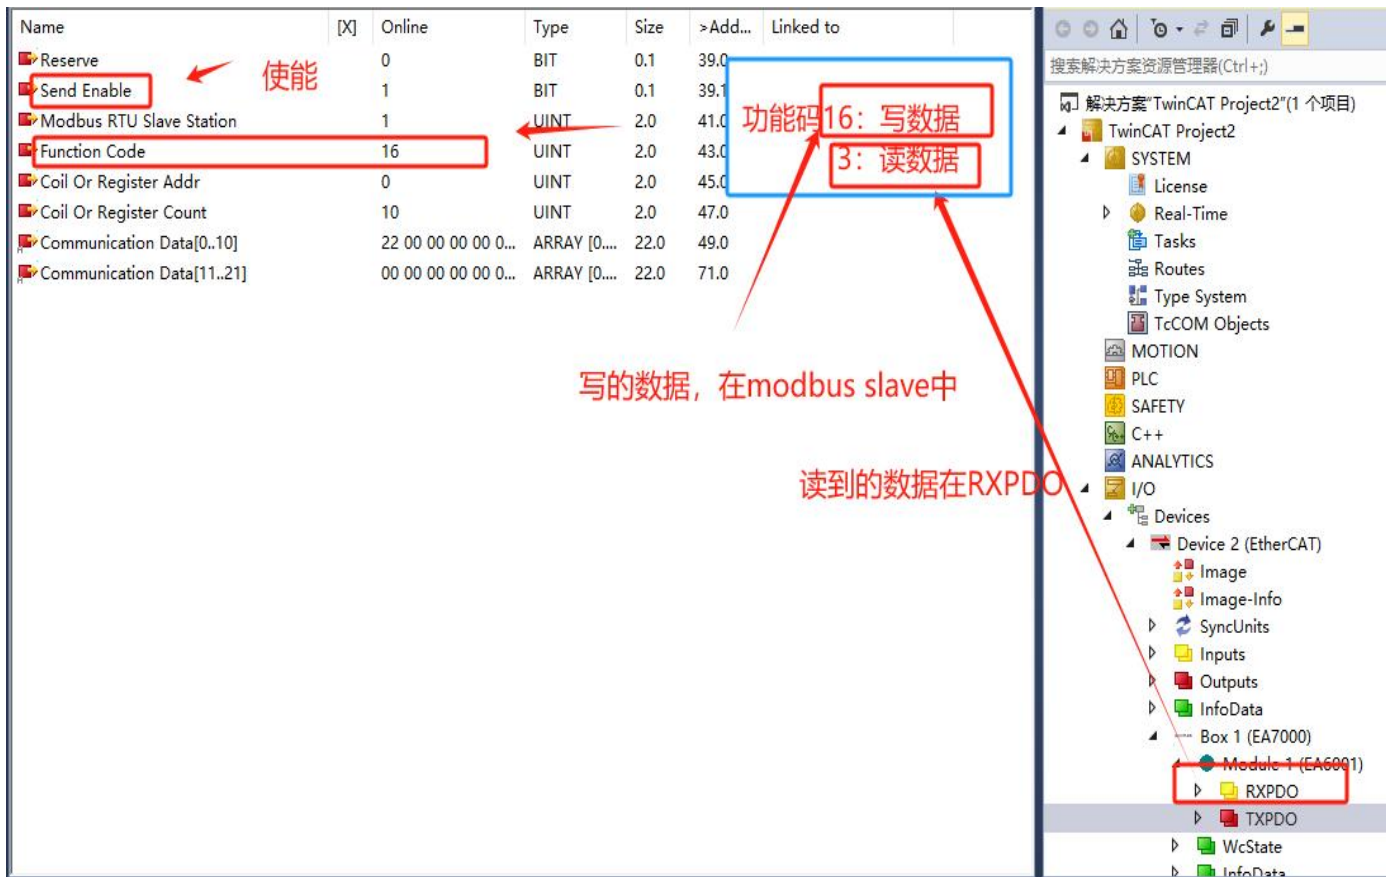 Name [X] Online Type Size >Add... Linked to
Reserve 0 BIT 0.1 39.0
Send Enable 1 BIT 0.1 39.1
Modbus RTU Slave Station 1 UINT 2.0 41.0
Function Code 16 UINT 2.0 43.0
Coil Or Register Addr 0 UINT 2.0 45.0
Coil Or Register Count 10 UINT 2.0 47.0
Communication Data[0..10] 22 00 00 00 00 0... ARRAY [0.... 22.0 49.0
Communication Data[11..21] 00 00 00 00 00 0... ARRAY [0.... 22.0 71.0
使能
功能码16：写数据
3：读数据
写的数据，在modbus slave中
读到的数据在RXPDO
搜索解决方案资源管理器(Ctrl+;)
解决方案"TwinCAT Project2"(1 个项目)
TwinCAT Project2
SYSTEM
License
Real-Time
Tasks
Routes
Type System
TcCOM Objects
MOTION
PLC
SAFETY
C++
ANALYTICS
I/O
Devices
Device 2 (EtherCAT)
Image
Image-Info
SyncUnits
Inputs
Outputs
InfoData
Box 1 (EA7000)
Module 1 (EA6001)
RXPDO
TXPDO
WcState
InfoData